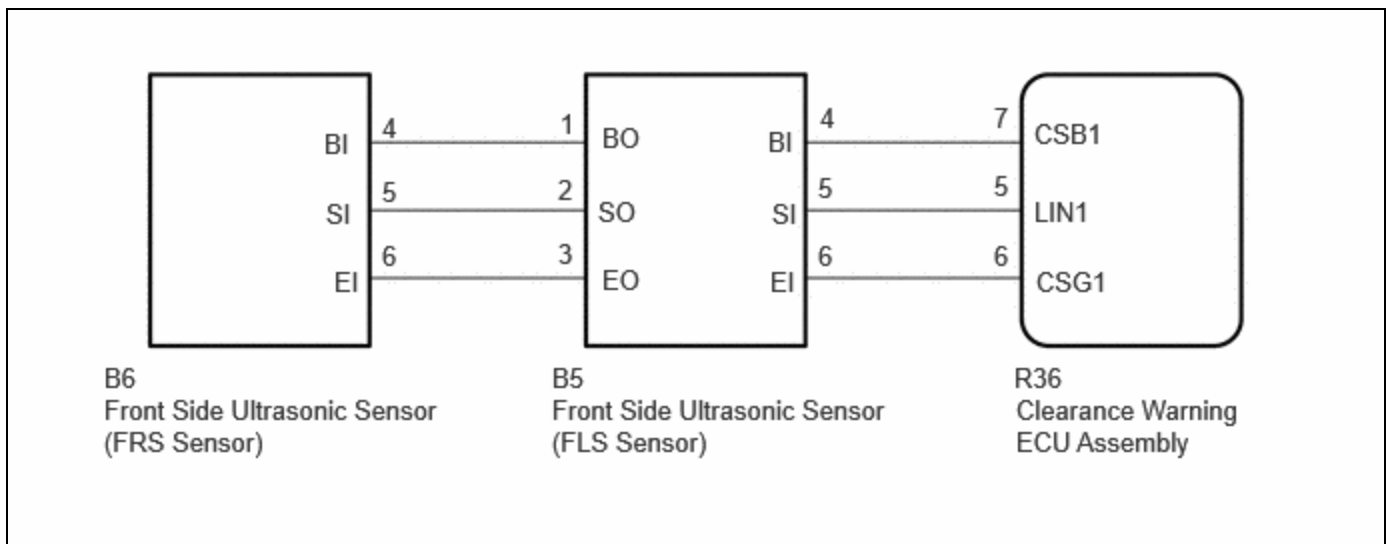 BI 4 1 BO BI 4 7 CSB1
SI 5 2 SO SI 5 5 LIN1
EI 6 3 EO EI 6 6 CSG1
B6
Front Side Ultrasonic Sensor
(FRS Sensor)
B5
Front Side Ultrasonic Sensor
(FLS Sensor)
R36
Clearance Warning
ECU Assembly